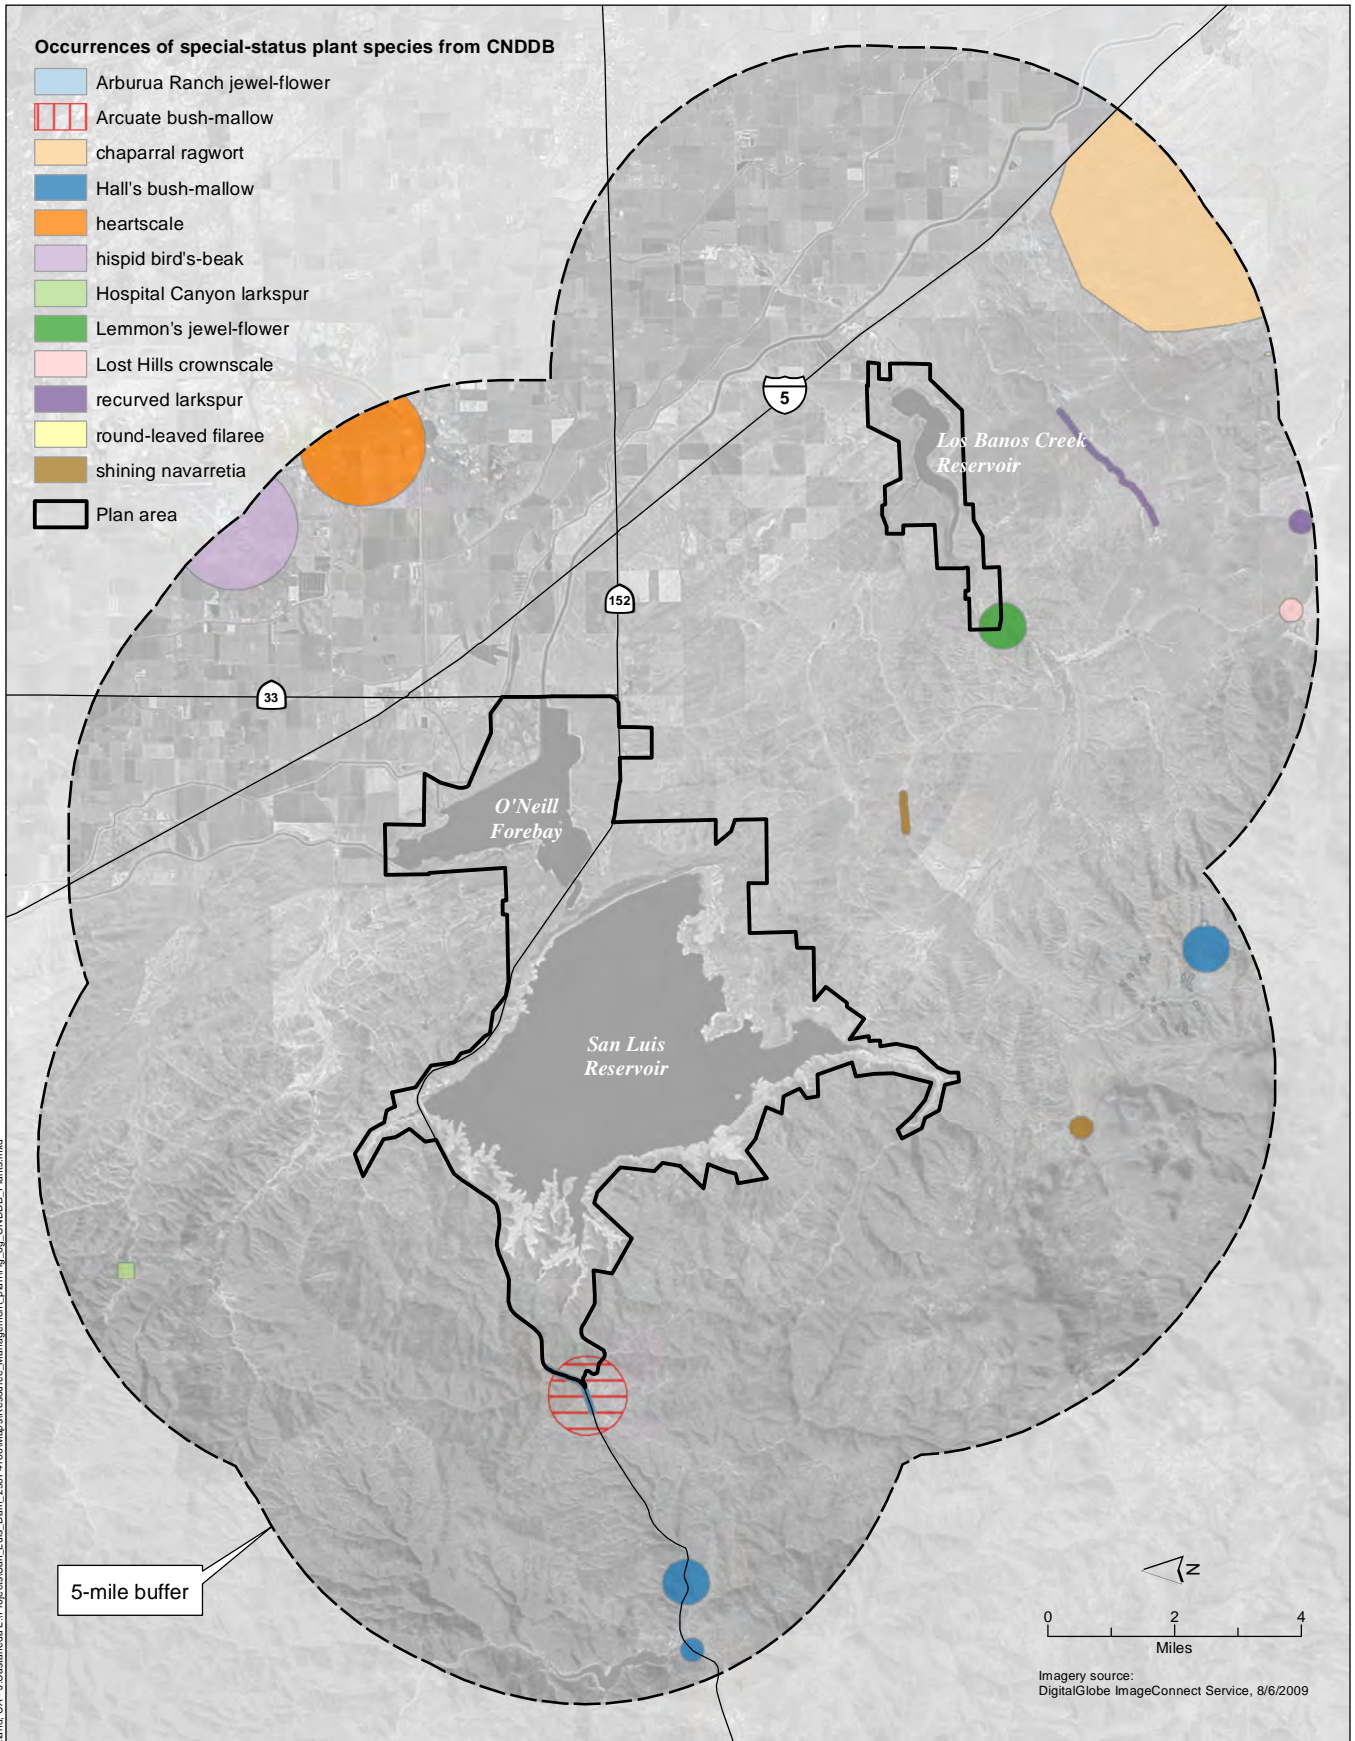 Occurrences of special-status plant species from CNDDB
Arburua Ranch jewel-flower
Arcuate bush-mallow
chaparral ragwort
Hall's bush-mallow
heartscale
hispid bird's-beak
Hospital Canyon larkspur
Lemmon's jewel-flower
Lost Hills crownscale
recurved larkspur
round-leaved filaree
shining navarretia
Plan area
5
Los Banos Creek
Reservoir
152
33
O'Neill
Forebay
San Luis
Reservoir
5-mile buffer
N
0 2 4
Miles
Imagery source:
DigitalGlobe ImageConnect Service, 8/6/2009